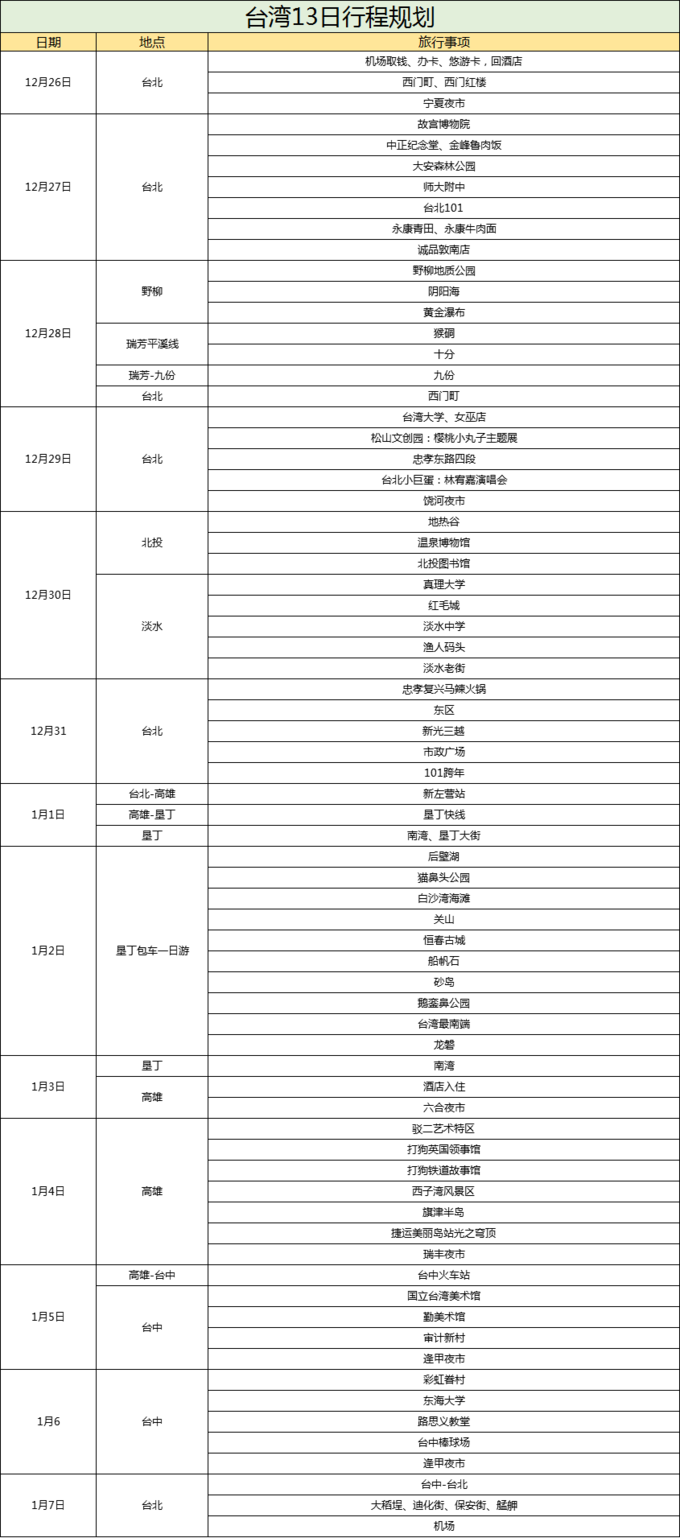 台湾13日行程规划
日期 地点 旅行事项
12月26日 台北 机场取钱、办卡、悠游卡，回酒店
西门町、西门红楼
宁夏夜市
12月27日 台北 故宫博物院
中正纪念堂、金峰鲁肉饭
大安森林公园
师大附中
台北101
永康青田、永康牛肉面
诚品敦南店
12月28日 野柳 野柳地质公园
阴阳海
黄金瀑布
瑞芳平溪线 猴硐
十分
瑞芳-九份 九份
台北 西门町
12月29日 台北 台湾大学、女巫店
松山文创园：樱桃小丸子主题展
忠孝东路四段
台北小巨蛋：林宥嘉演唱会
饶河夜市
12月30日 北投 地热谷
温泉博物馆
北投图书馆
淡水 真理大学
红毛城
淡水中学
渔人码头
淡水老街
12月31 台北 忠孝复兴马辣火锅
东区
新光三越
市政广场
101跨年
1月1日 台北-高雄 新左营站
高雄-垦丁 垦丁快线
垦丁 南湾、垦丁大街
1月2日 垦丁包车一日游 后壁湖
猫鼻头公园
白沙湾海滩
关山
恒春古城
船帆石
砂岛
鹅銮鼻公园
台湾最南端
龙磐
1月3日 垦丁 南湾
高雄 酒店入住
六合夜市
1月4日 高雄 驳二艺术特区
打狗英国领事馆
打狗铁道故事馆
西子湾风景区
旗津半岛
捷运美丽岛站光之穹顶
瑞丰夜市
1月5日 高雄-台中 台中火车站
台中 国立台湾美术馆
勤美术馆
审计新村
逢甲夜市
1月6 台中 彩虹眷村
东海大学
路思义教堂
台中棒球场
逢甲夜市
1月7日 台北 台中-台北
大稻埕、迪化街、保安街、艋舺
机场